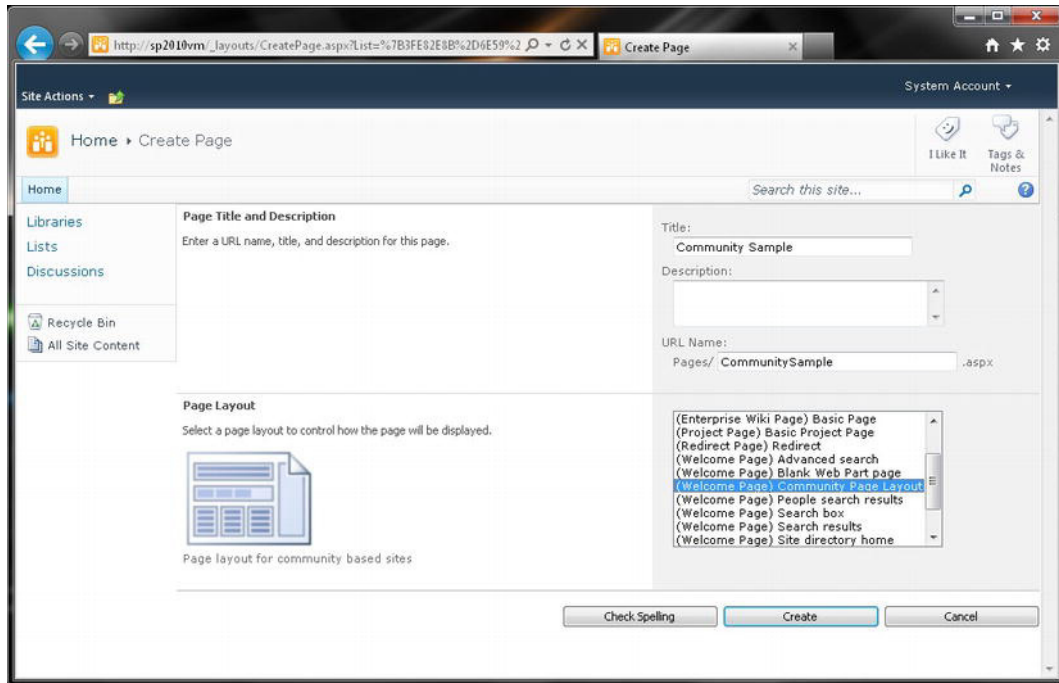 http://sp2010vm/_layouts/CreatePage.aspx?List=%7B3FE82E8B%2D6E59%2
Create Page
Site Actions
System Account
Home
Create Page
I Like It
Tags & Notes
Home
Search this site...
Libraries
Lists
Discussions
Recycle Bin
All Site Content
Page Title and Description
Enter a URL name, title, and description for this page.
Title:
Community Sample
Description:
URL Name:
Pages/ CommunitySample .aspx
Page Layout
Select a page layout to control how the page will be displayed.
Page layout for community based sites
(Enterprise Wiki Page) Basic Page
(Project Page) Basic Project Page
(Redirect Page) Redirect
(Welcome Page) Advanced search
(Welcome Page) Blank Web Part page
(Welcome Page) Community Page Layout
(Welcome Page) People search results
(Welcome Page) Search box
(Welcome Page) Search results
(Welcome Page) Site directory home
Check Spelling
Create
Cancel